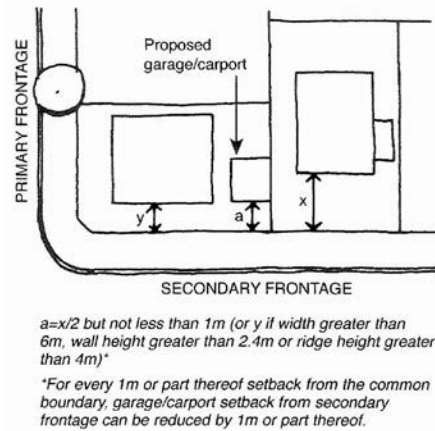 Proposed
garage/carport
PRIMARY FRONTAGE
y
a
x
SECONDARY FRONTAGE
a=x/2 but not less than 1m (or y if width greater than
6m, wall height greater than 2.4m or ridge height greater
than 4m)*
*For every 1m or part thereof setback from the common
boundary, garage/carport setback from secondary
frontage can be reduced by 1m or part thereof.